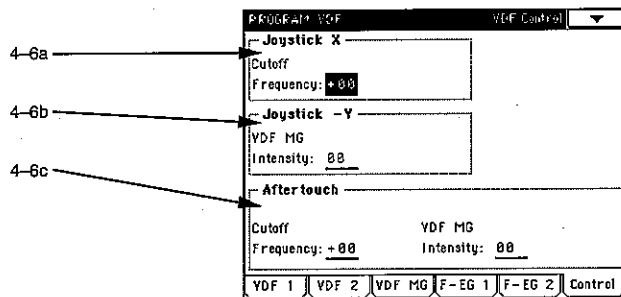 PROGRAM VDF VDF Control
4–6a
Joystick X
Cutoff
Frequency: +00
4–6b
Joystick -Y
VDF MG
Intensity: 00
4–6c
Aftertouch
Cutoff VDF MG
Frequency: +00 Intensity: 00
VDF 1 VDF 2 VDF MG F-EG 1 F-EG 2 Control